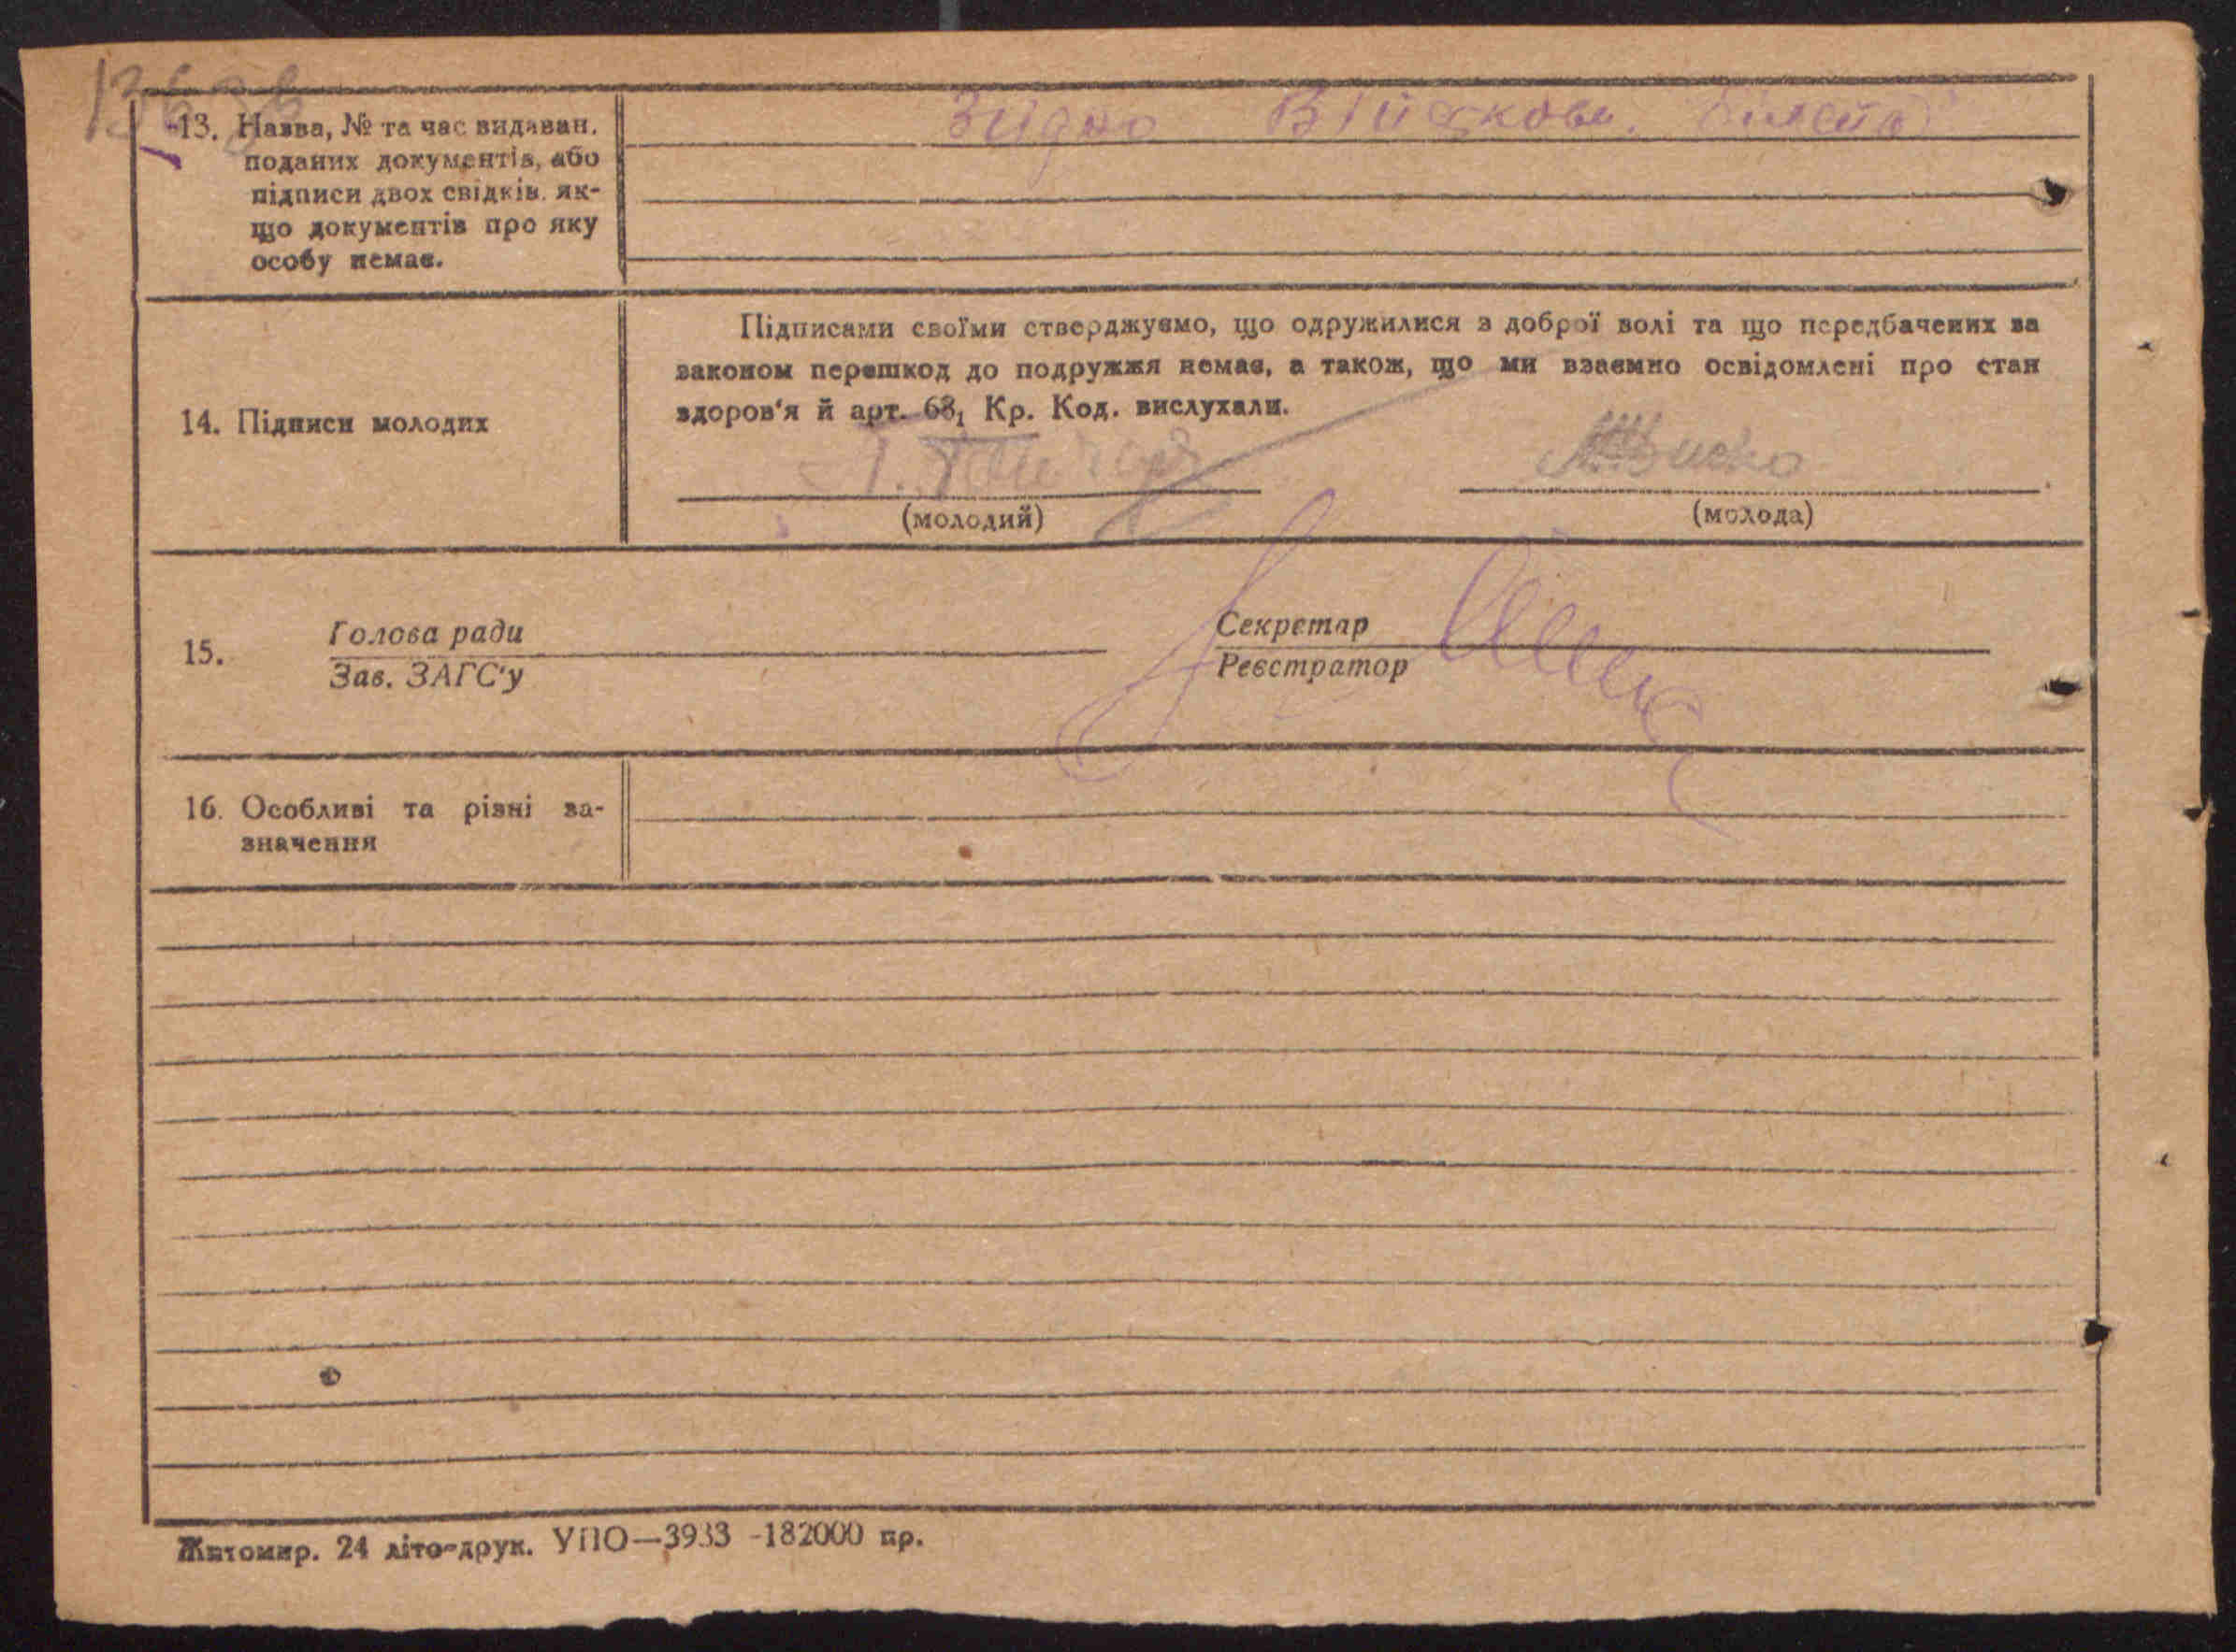 13. Назва, № та час видаван.
поданих документів, або
підписи двох свідків, як-
що документів про яку
особу немає.
Згідно Військов. білета
Підписами своїми стверджуємо, що одружилися з доброї волі та що передбачених за
законом перешкод до подружжя немає, а також, що ми взаємно освідомлені про стан
здоров'я й арт. 68₁ Кр. Код. вислухали.
14. Підписи молодих
(молодий) (молода)
15. Голова ради Секретар
Зав. ЗАГС'у Реєстратор
16. Особливі та різні за-
значення
Житомир. 24 літо-друк. УПО—3933 -182000 пр.